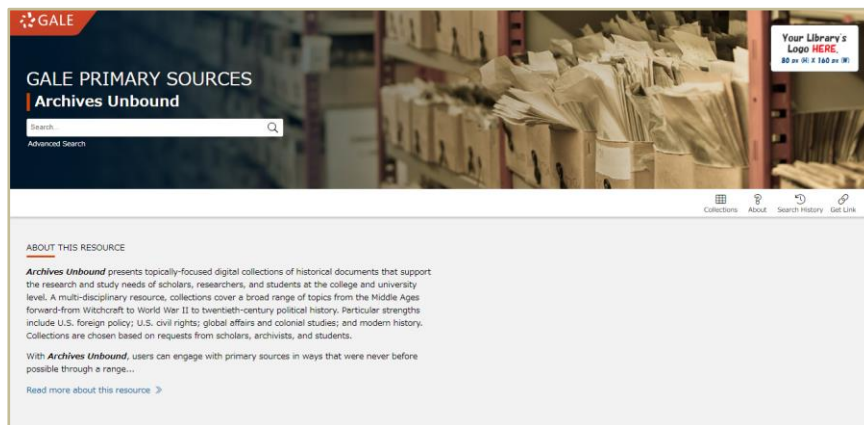 GALE
Your Library's
Logo HERE.
80 px (H) X 160 px (W)
GALE PRIMARY SOURCES
Archives Unbound
Search...
Advanced Search
Collections About Search History Get Link
ABOUT THIS RESOURCE
Archives Unbound presents topically-focused digital collections of historical documents that support
the research and study needs of scholars, researchers, and students at the college and university
level. A multi-disciplinary resource, collections cover a broad range of topics from the Middle Ages
forward-from Witchcraft to World War II to twentieth-century political history. Particular strengths
include U.S. foreign policy; U.S. civil rights; global affairs and colonial studies; and modern history.
Collections are chosen based on requests from scholars, archivists, and students.
With Archives Unbound, users can engage with primary sources in ways that were never before
possible through a range...
Read more about this resource »